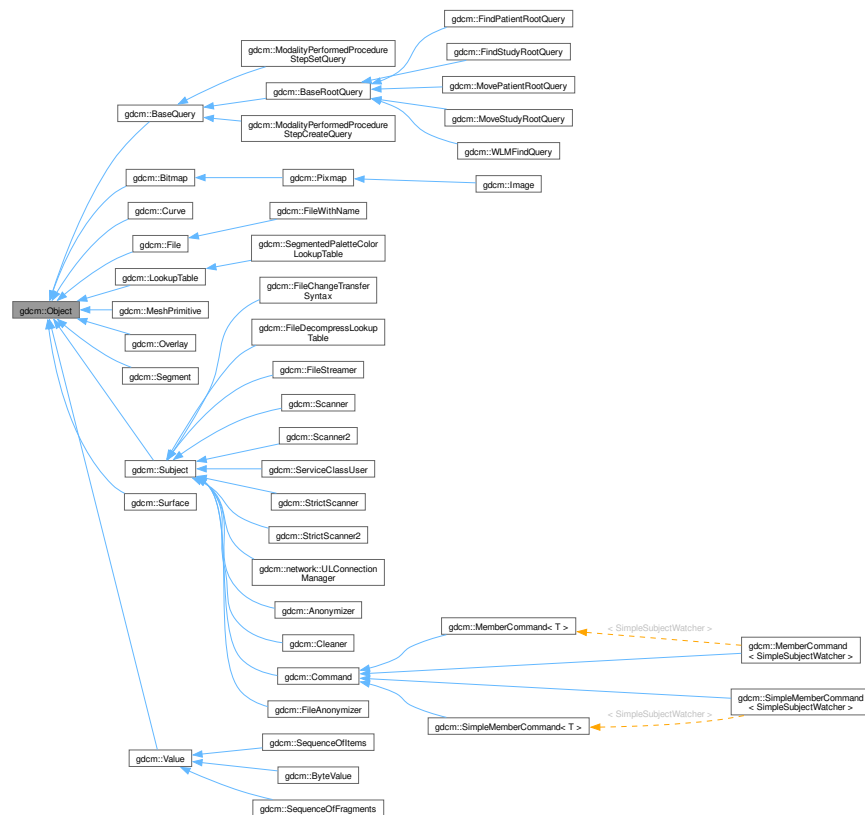 gdcm::FindPatientRootQuery
gdcm::ModalityPerformedProcedure
StepSetQuery
gdcm::FindStudyRootQuery
gdcm::BaseRootQuery
gdcm::MovePatientRootQuery
gdcm::BaseQuery
gdcm::ModalityPerformedProcedure
StepCreateQuery
gdcm::MoveStudyRootQuery
gdcm::WLMFindQuery
gdcm::Bitmap
gdcm::Pixmap
gdcm::Image
gdcm::Curve
gdcm::FileWithName
gdcm::File
gdcm::SegmentedPaletteColor
LookupTable
gdcm::LookupTable
gdcm::FileChangeTransfer
Syntax
gdcm::Object
gdcm::MeshPrimitive
gdcm::FileDecompressLookup
Table
gdcm::Overlay
gdcm::Segment
gdcm::FileStreamer
gdcm::Scanner
gdcm::Scanner2
gdcm::Subject
gdcm::ServiceClassUser
gdcm::Surface
gdcm::StrictScanner
gdcm::StrictScanner2
gdcm::network::ULConnection
Manager
gdcm::Anonymizer
gdcm::MemberCommand< T >
< SimpleSubjectWatcher >
gdcm::Cleaner
gdcm::MemberCommand
< SimpleSubjectWatcher >
gdcm::Command
gdcm::SimpleMemberCommand
< SimpleSubjectWatcher >
gdcm::FileAnonymizer
< SimpleSubjectWatcher >
gdcm::SimpleMemberCommand< T >
gdcm::SequenceOfItems
gdcm::Value
gdcm::ByteValue
gdcm::SequenceOfFragments